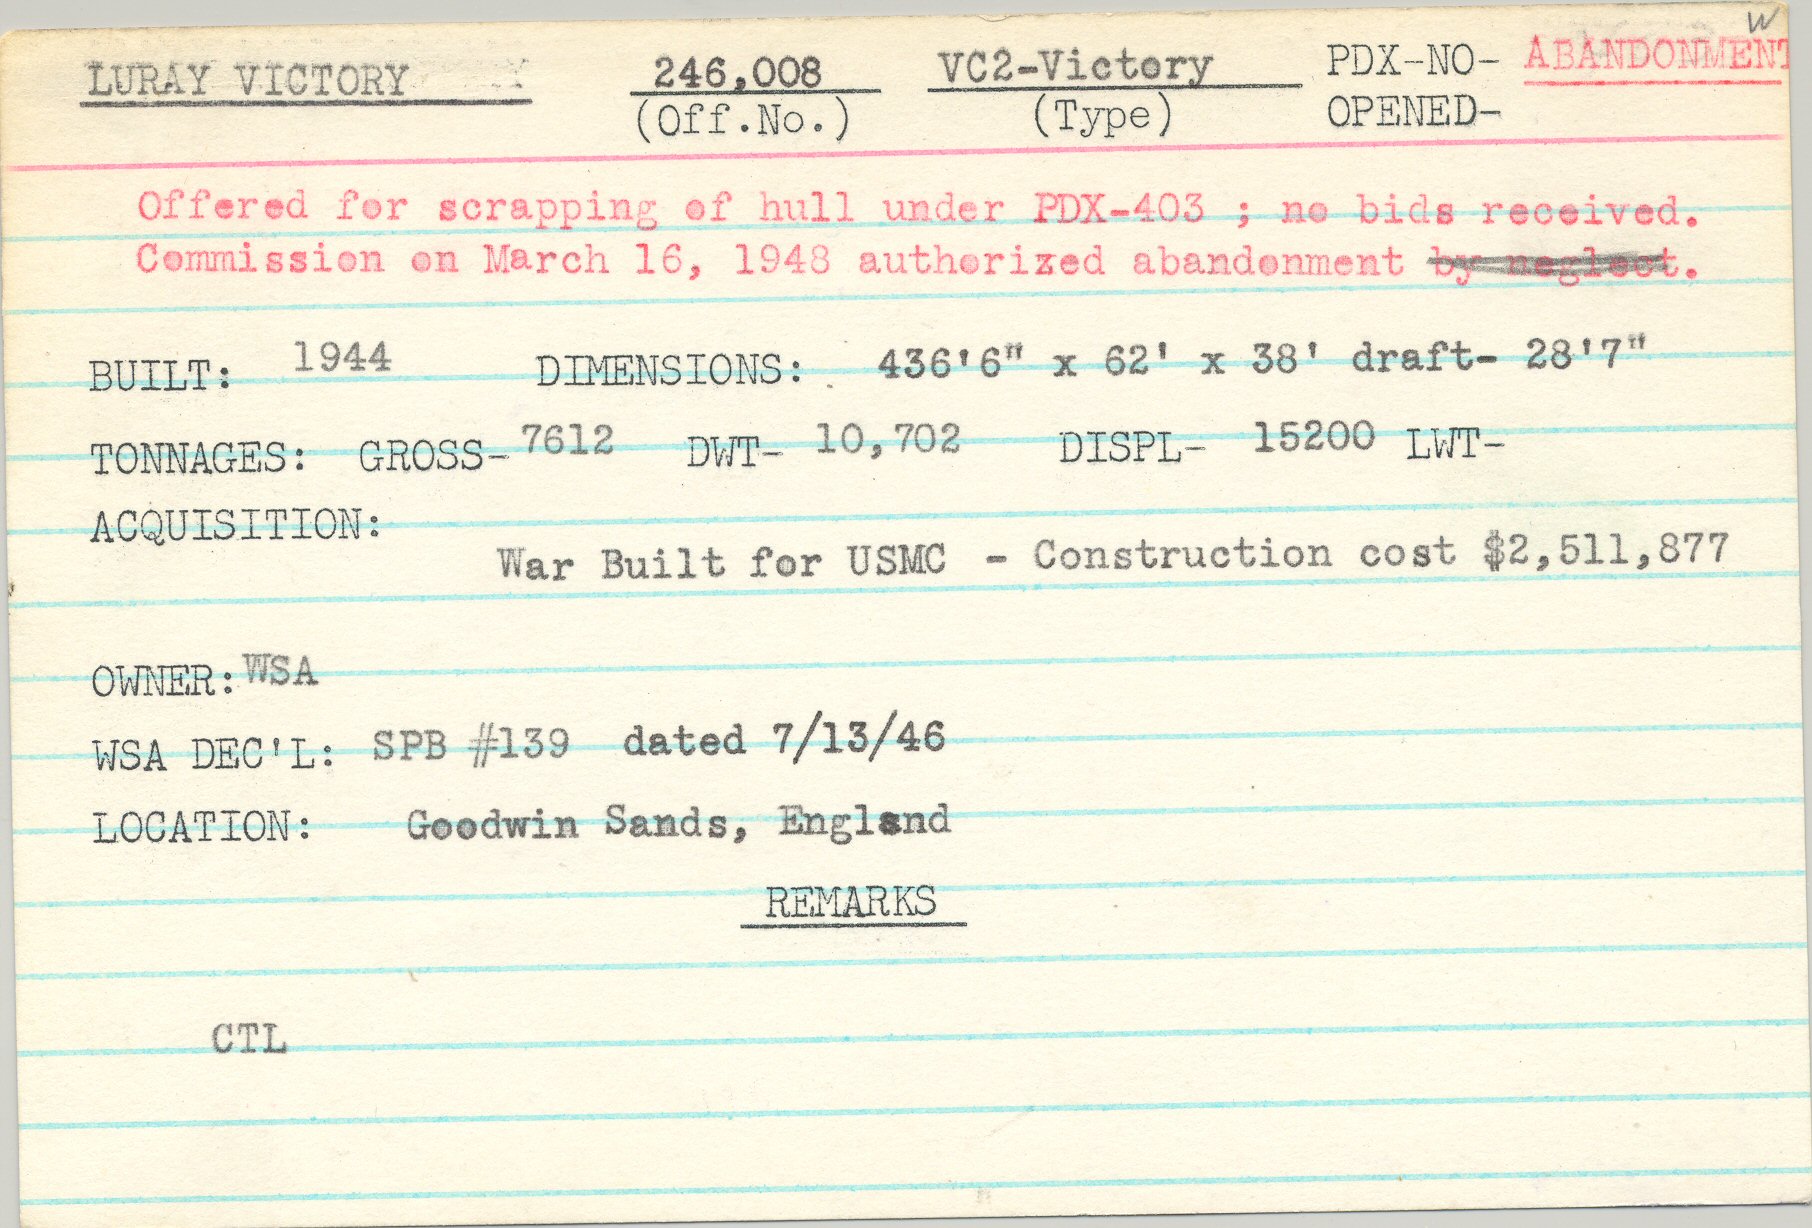 W
LURAY VICTORY 246,008 VC2-Victory PDX-NO- ABANDONMENT
(Off.No.) (Type) OPENED-
Offered for scrapping of hull under PDX-403 ; no bids received.
Commission on March 16, 1948 authorized abandonment by neglect.
BUILT: 1944 DIMENSIONS: 436'6" x 62' x 38' draft- 28'7"
TONNAGES: GROSS- 7612 DWT- 10,702 DISPL- 15200 LWT-
ACQUISITION:
War Built for USMC - Construction cost $2,511,877
OWNER: WSA
WSA DEC'L: SPB #139 dated 7/13/46
LOCATION: Goodwin Sands, England
REMARKS
CTL